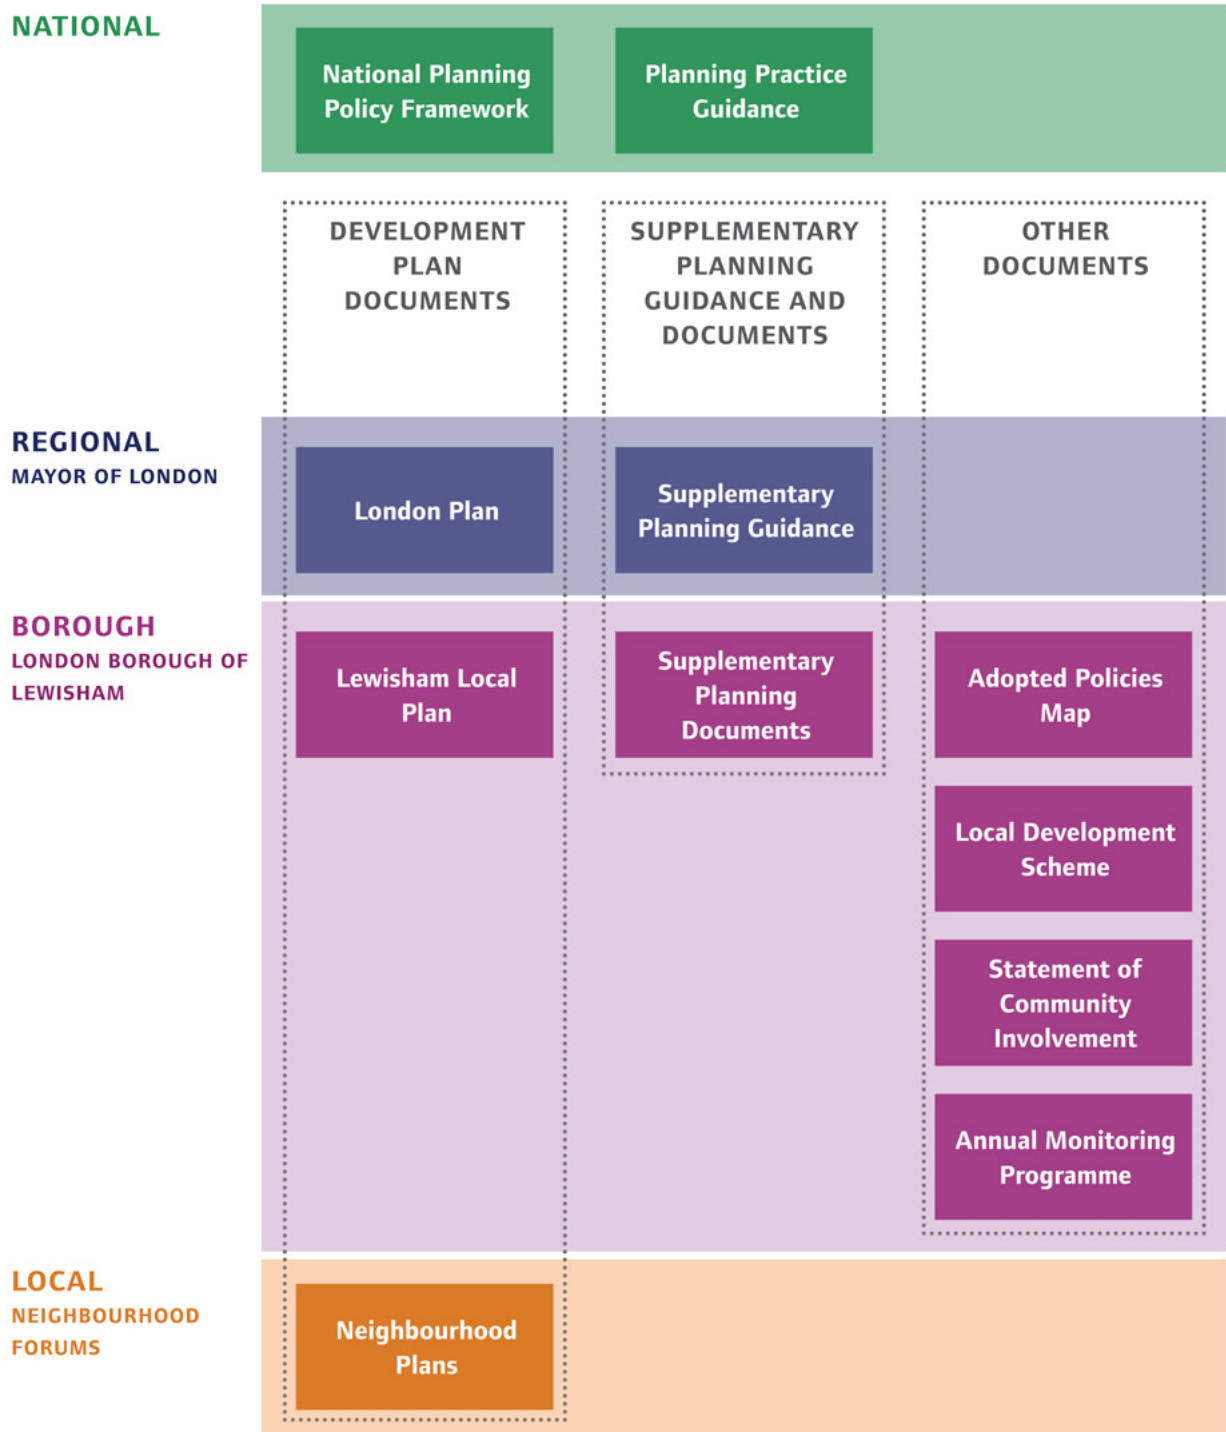 NATIONAL
National Planning
Policy Framework
Planning Practice
Guidance
DEVELOPMENT
PLAN
DOCUMENTS
SUPPLEMENTARY
PLANNING
GUIDANCE AND
DOCUMENTS
OTHER
DOCUMENTS
REGIONAL
MAYOR OF LONDON
London Plan
Supplementary
Planning Guidance
BOROUGH
LONDON BOROUGH OF
LEWISHAM
Lewisham Local
Plan
Supplementary
Planning
Documents
Adopted Policies
Map
Local Development
Scheme
Statement of
Community
Involvement
Annual Monitoring
Programme
LOCAL
NEIGHBOURHOOD
FORUMS
Neighbourhood
Plans